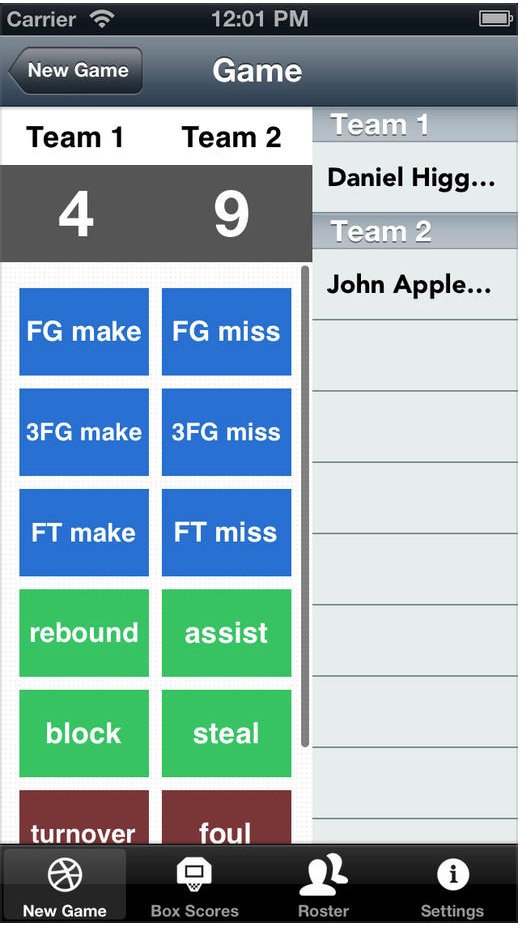 Carrier 12:01 PM
New Game Game
Team 1 Team 2
4 9
FG make FG miss
3FG make 3FG miss
FT make FT miss
rebound assist
block steal
turnover foul
Team 1
Daniel Higg...
Team 2
John Apple...
New Game Box Scores Roster Settings